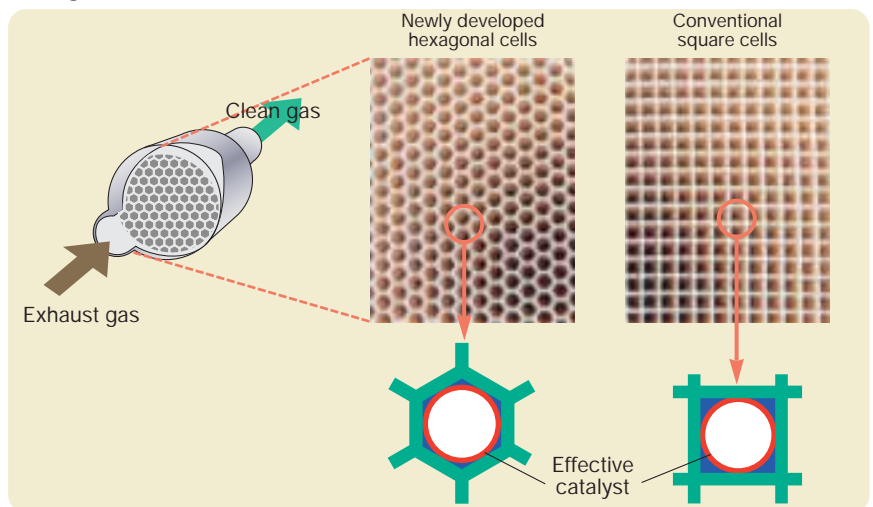 Newly developed
hexagonal cells
Conventional
square cells
Clean gas
Exhaust gas
Effective
catalyst